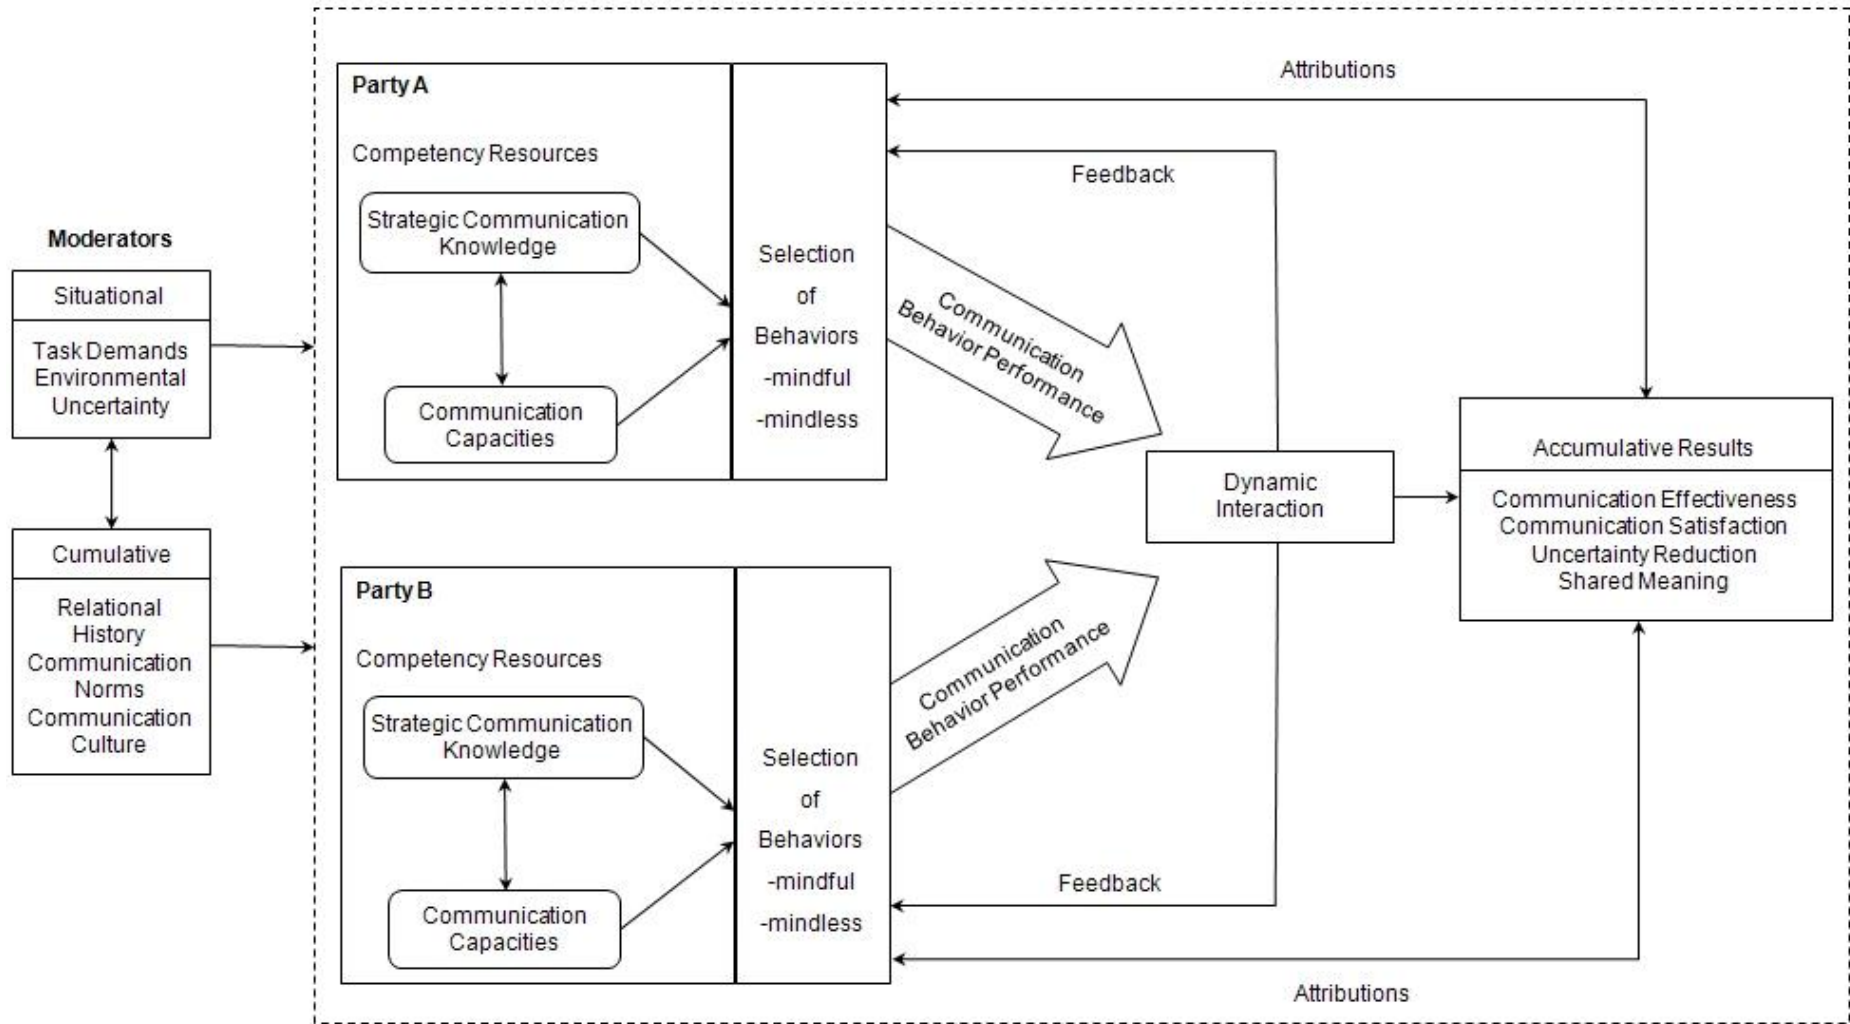 Moderators
Situational
Task Demands
Environmental
Uncertainty
Cumulative
Relational
History
Communication
Norms
Communication
Culture
Party A
Competency Resources
Strategic Communication
Knowledge
Communication
Capacities
Selection
of
Behaviors
-mindful
-mindless
Communication
Behavior Performance
Attributions
Feedback
Party B
Competency Resources
Strategic Communication
Knowledge
Communication
Capacities
Selection
of
Behaviors
-mindful
-mindless
Communication
Behavior Performance
Feedback
Attributions
Dynamic
Interaction
Accumulative Results
Communication Effectiveness
Communication Satisfaction
Uncertainty Reduction
Shared Meaning